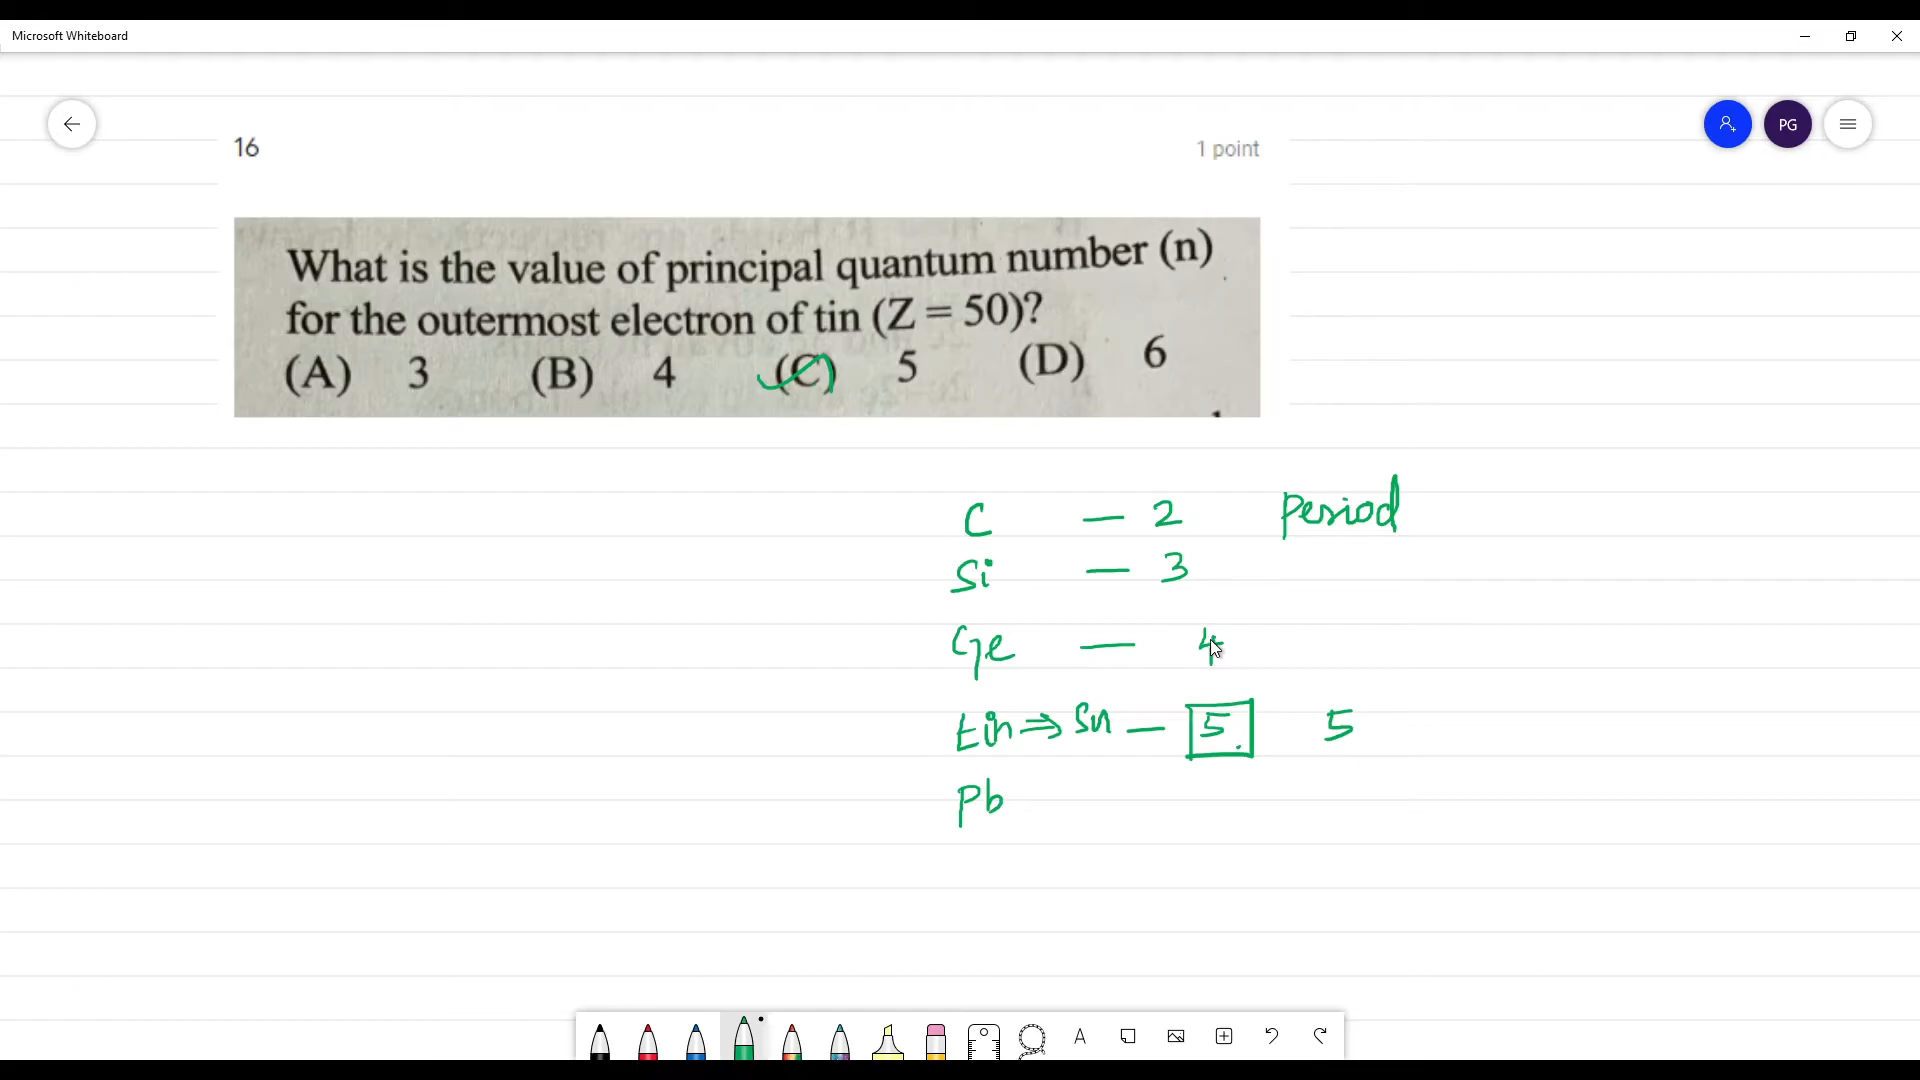 Microsoft Whiteboard
PG
16
1 point
What is the value of principal quantum number (n)
for the outermost electron of tin (Z = 50)?
(A) 3 (B) 4 (C) 5 (D) 6
C — 2 Period
Si — 3
Ge — 4
tin ⇒ Sn — 5. 5
Pb
A